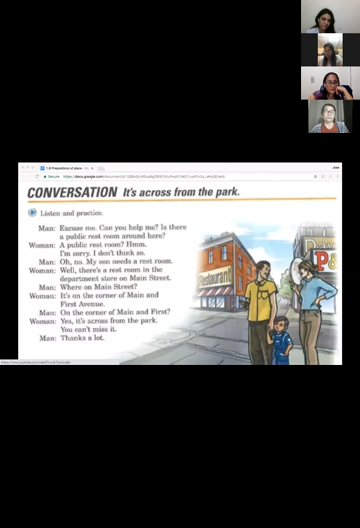 CONVERSATION It's across from the park.
Listen and practice.
Man: Excuse me. Can you help me? Is there
a public rest room around here?
Woman: A public rest room? Hmm.
I'm sorry. I don't think so.
Man: Oh, no. My son needs a rest room.
Woman: Well, there's a rest room in the
department store on Main Street.
Man: Where on Main Street?
Woman: It's on the corner of Main and
First Avenue.
Man: On the corner of Main and First?
Woman: Yes, it's across from the park.
You can't miss it.
Man: Thanks a lot.
Restaurant